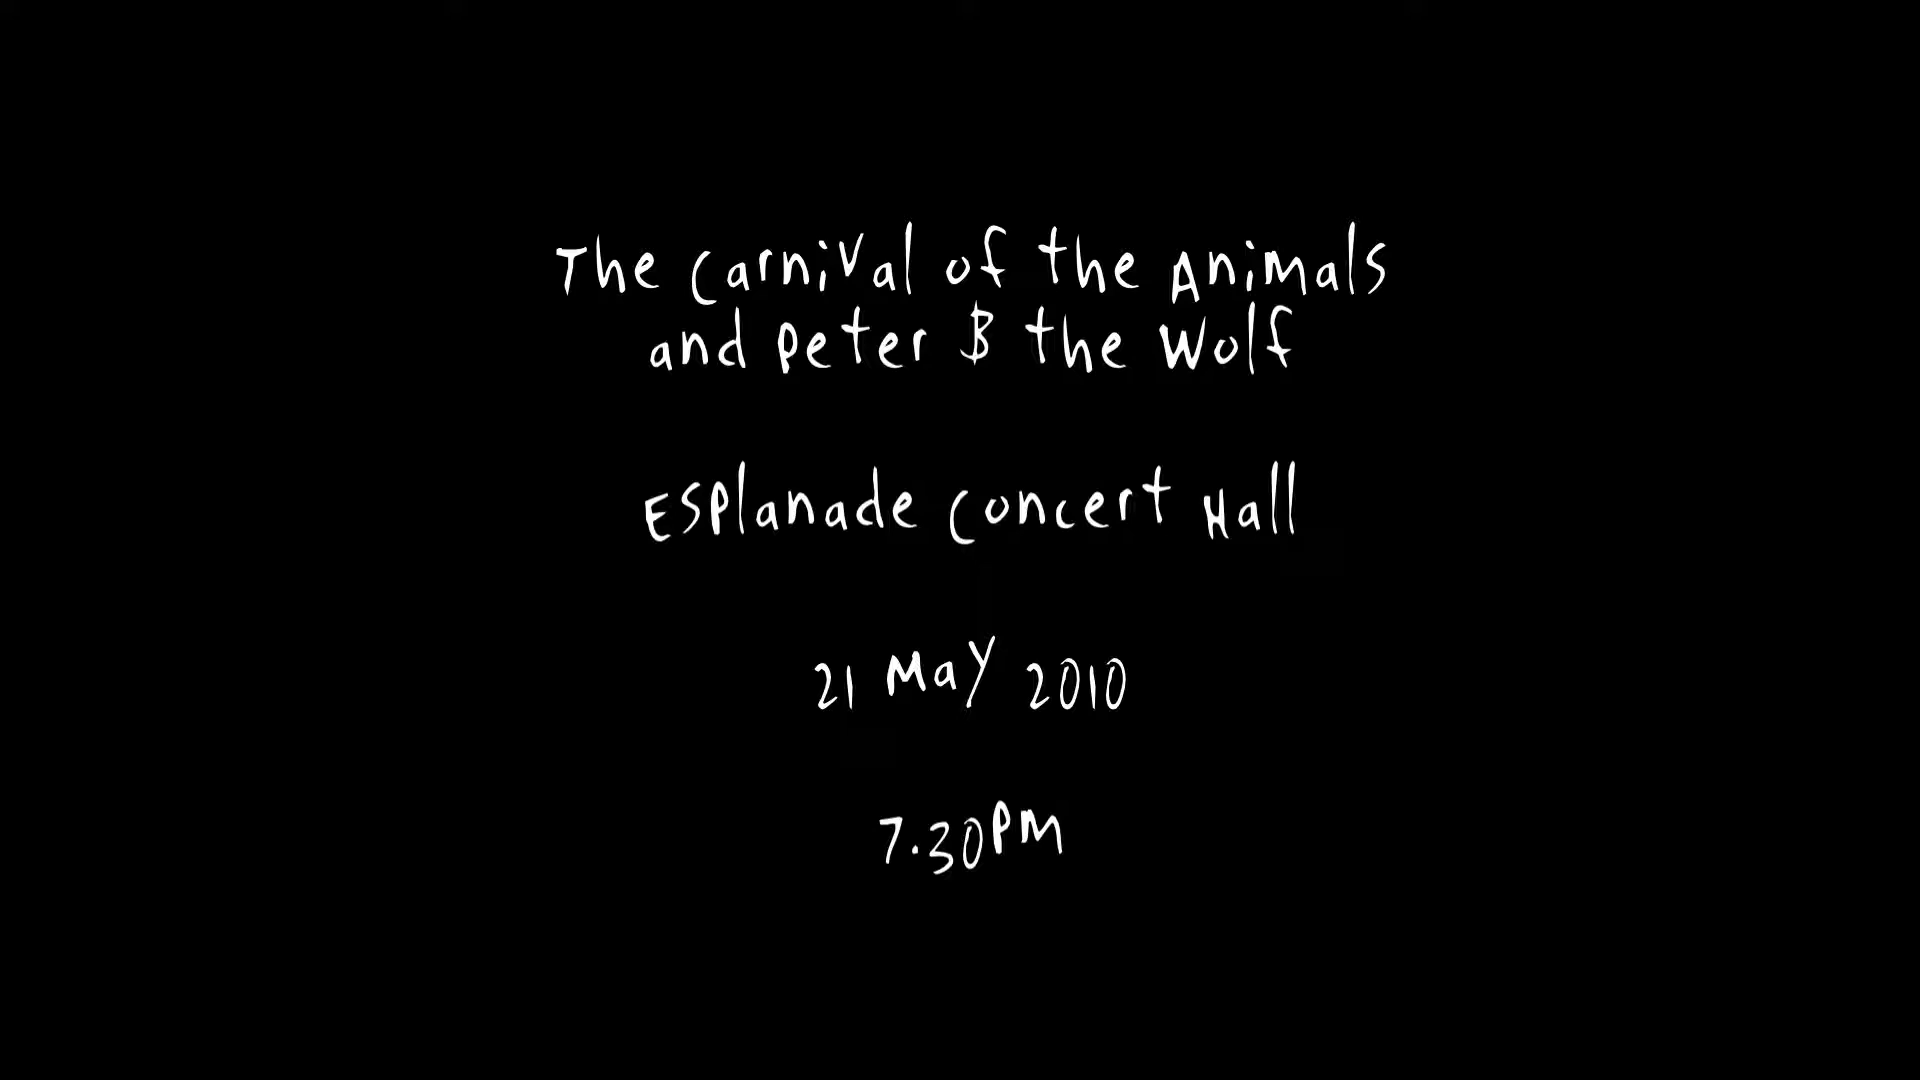 The Carnival of the Animals
and Peter & the Wolf
Esplanade Concert Hall
21 May 2010
7.30PM